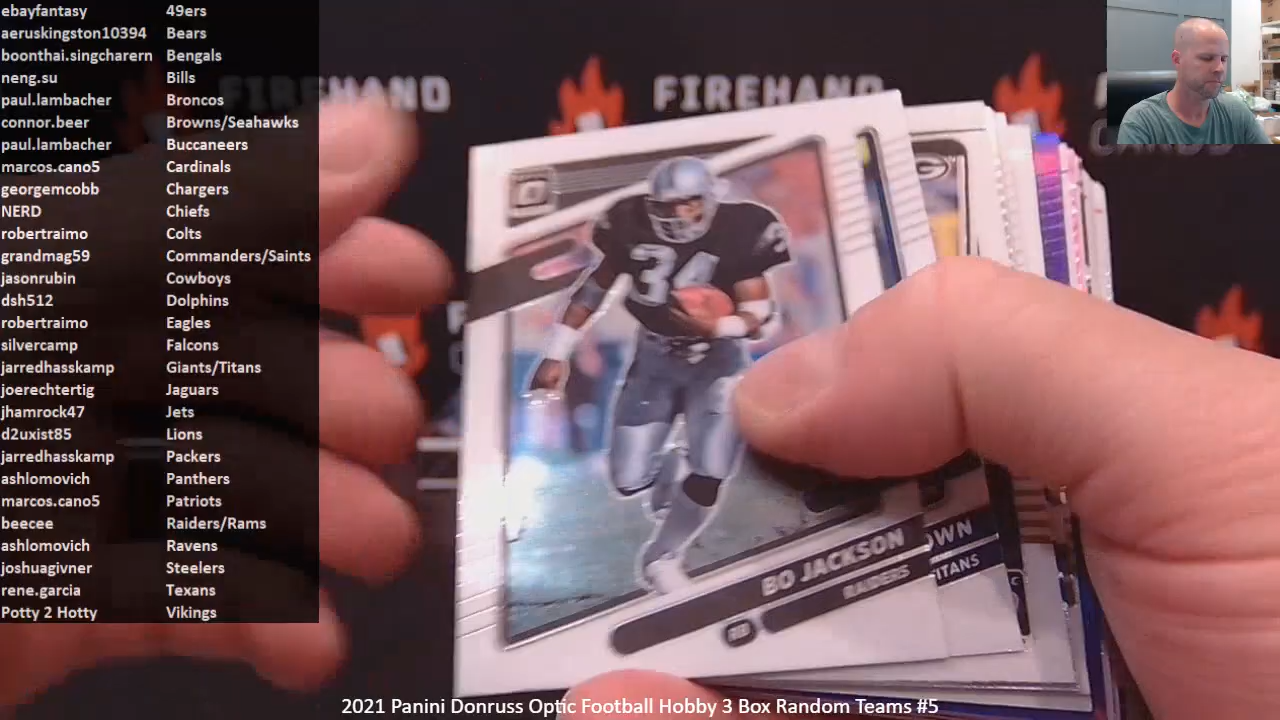 ebayfantasy 49ers
aeruskingston10394 Bears
boonthai.singcharern Bengals
neng.su Bills
paul.lambacher Broncos
connor.beer Browns/Seahawks
paul.lambacher Buccaneers
marcos.cano5 Cardinals
georgemcobb Chargers
NERD Chiefs
robertraimo Colts
grandmag59 Commanders/Saints
jasonrubin Cowboys
dsh512 Dolphins
robertraimo Eagles
silvercamp Falcons
jarredhasskamp Giants/Titans
joerechtertig Jaguars
jhamrock47 Jets
d2uxist85 Lions
jarredhasskamp Packers
ashlomovich Panthers
marcos.cano5 Patriots
beecee Raiders/Rams
ashlomovich Ravens
joshuagivner Steelers
rene.garcia Texans
Potty 2 Hotty Vikings
FIREHAND
FIREHAND
34
BO JACKSON
RAIDERS
RB
OWN
TITANS
G
2021 Panini Donruss Optic Football Hobby 3 Box Random Teams #5